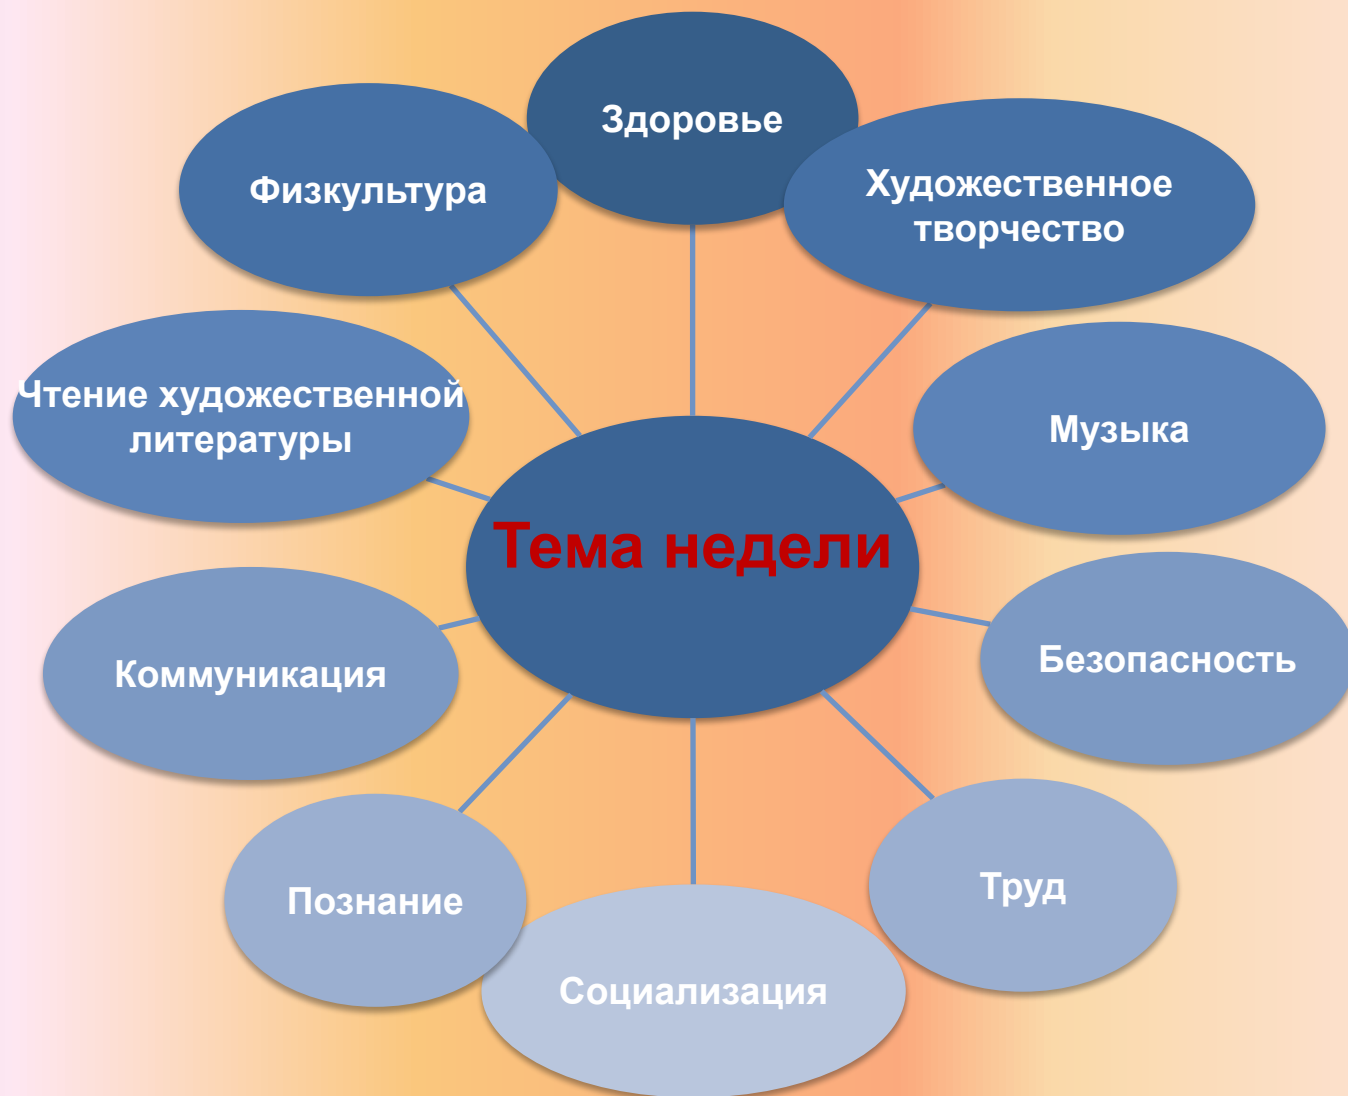 Здоровье
Художественное
творчество
Музыка
Безопасность
Труд
Социализация
Познание
Коммуникация
Чтение художественной
литературы
Физкультура
Тема недели